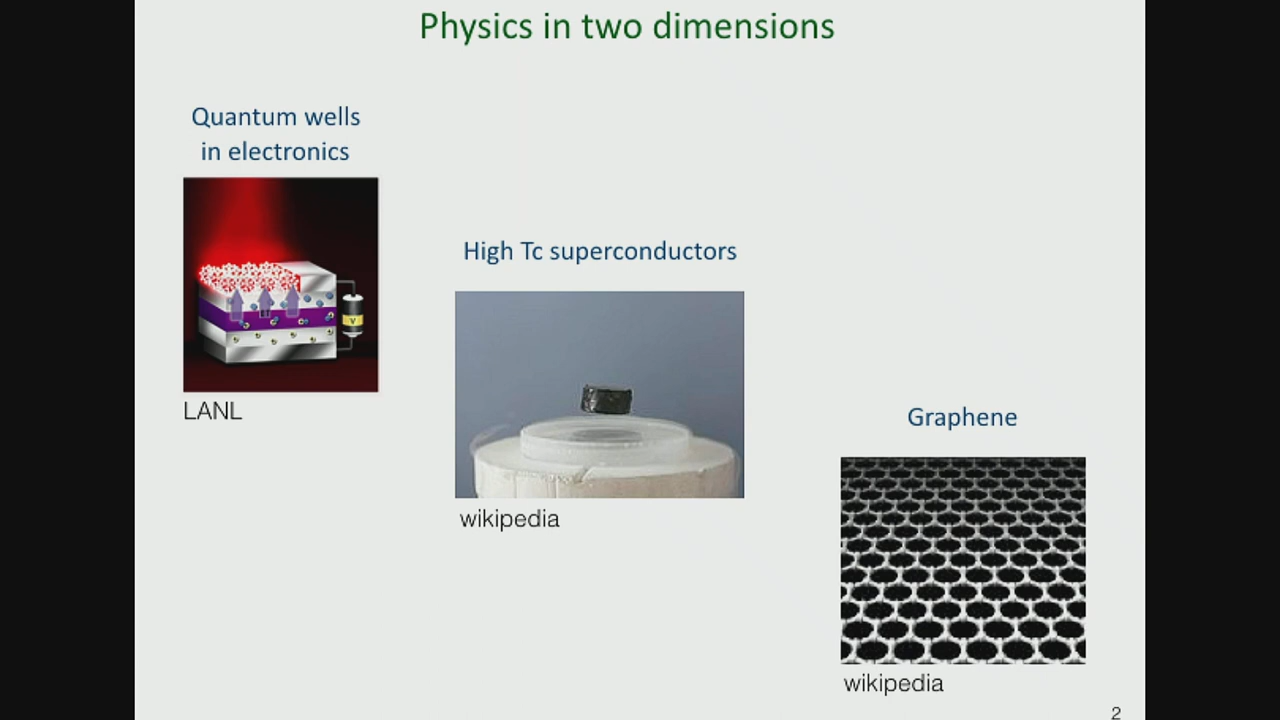 Physics in two dimensions
Quantum wells
in electronics
V
LANL
High Tc superconductors
wikipedia
Graphene
wikipedia
2